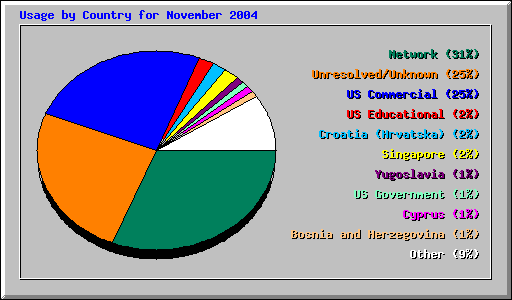 Usage by Country for November 2004
Network (31%)
Unresolved/Unknown (25%)
US Commercial (25%)
US Educational (2%)
Croatia (Hrvatska) (2%)
Singapore (2%)
Yugoslavia (1%)
US Government (1%)
Cyprus (1%)
Bosnia and Herzegovina (1%)
Other (9%)